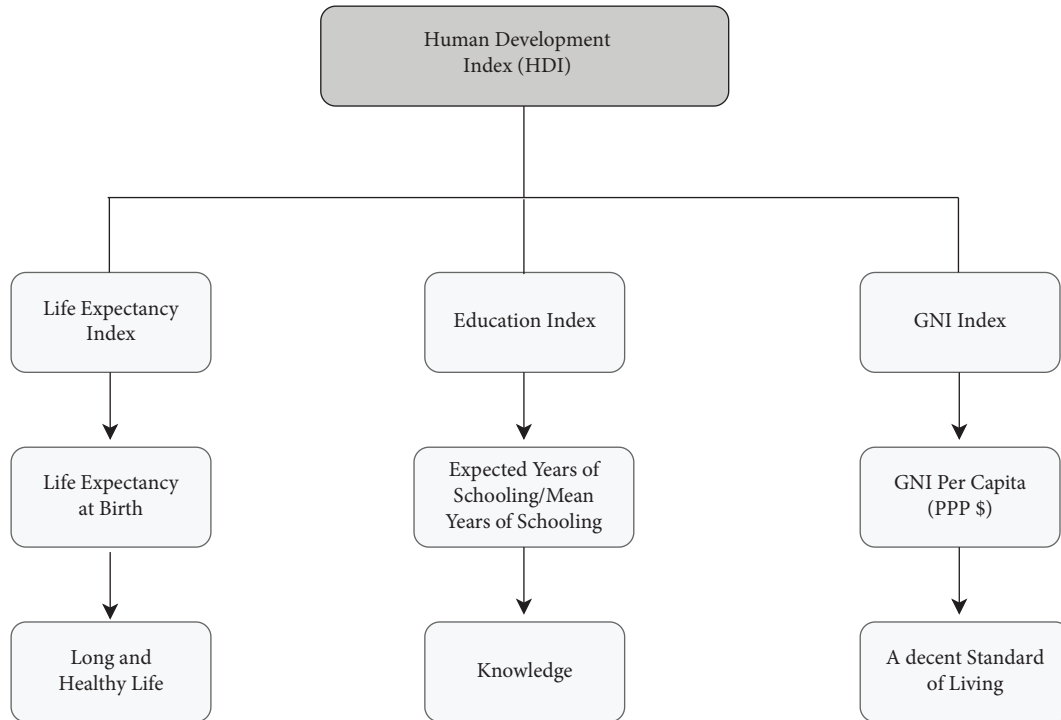 Human Development
Index (HDI)
Life Expectancy
Index
Education Index
GNI Index
Life Expectancy
at Birth
Expected Years of
Schooling/Mean
Years of Schooling
GNI Per Capita
(PPP $)
Long and
Healthy Life
Knowledge
A decent Standard
of Living